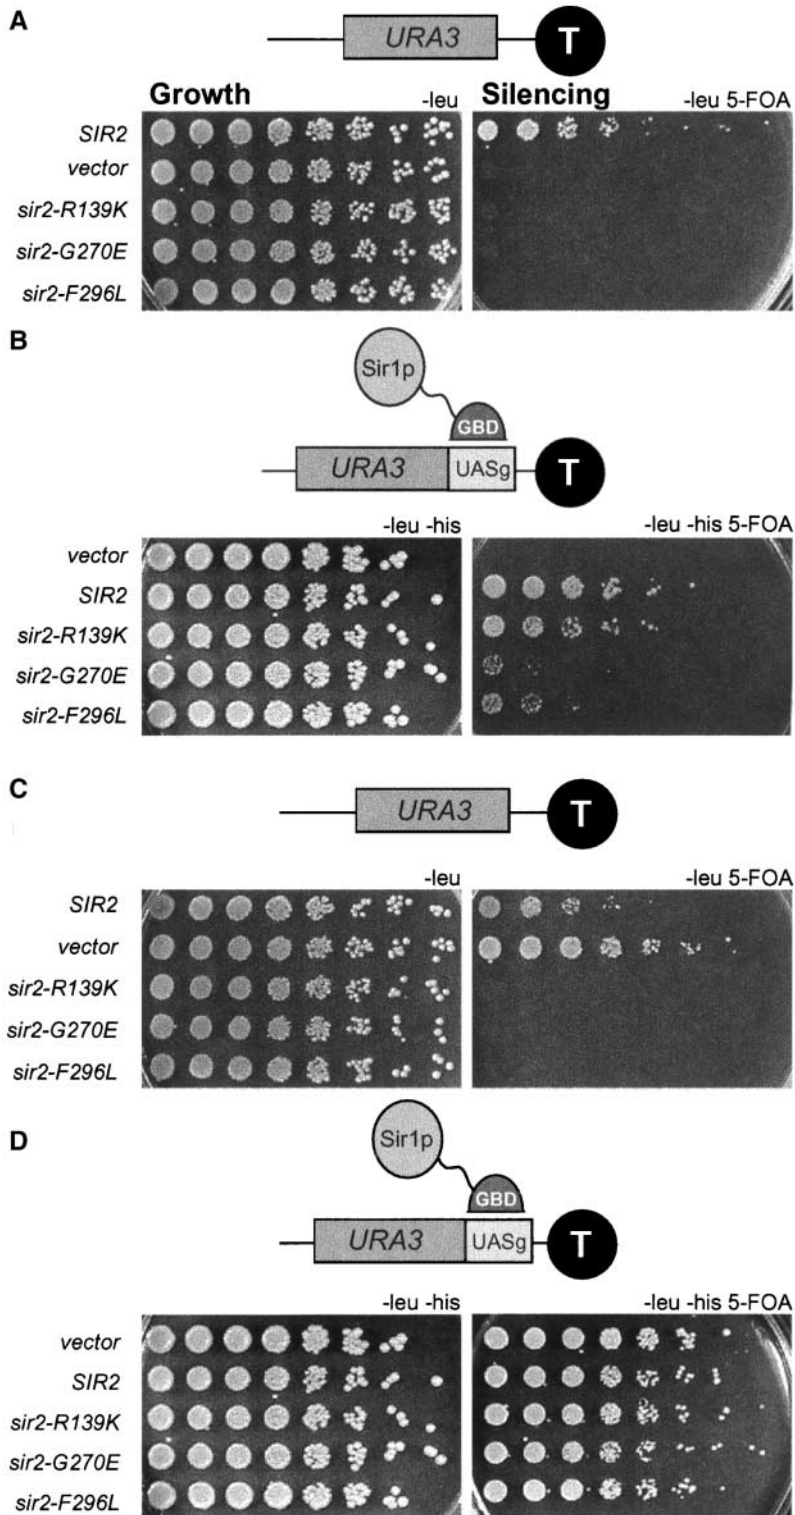 A
URA3
T
Growth
-leu
Silencing
-leu 5-FOA
SIR2
vector
sir2-R139K
sir2-G270E
sir2-F296L
B
Sir1p
GBD
URA3
UASg
T
-leu -his
-leu -his 5-FOA
vector
SIR2
sir2-R139K
sir2-G270E
sir2-F296L
C
URA3
T
-leu
-leu 5-FOA
SIR2
vector
sir2-R139K
sir2-G270E
sir2-F296L
D
Sir1p
GBD
URA3
UASg
T
-leu -his
-leu -his 5-FOA
vector
SIR2
sir2-R139K
sir2-G270E
sir2-F296L